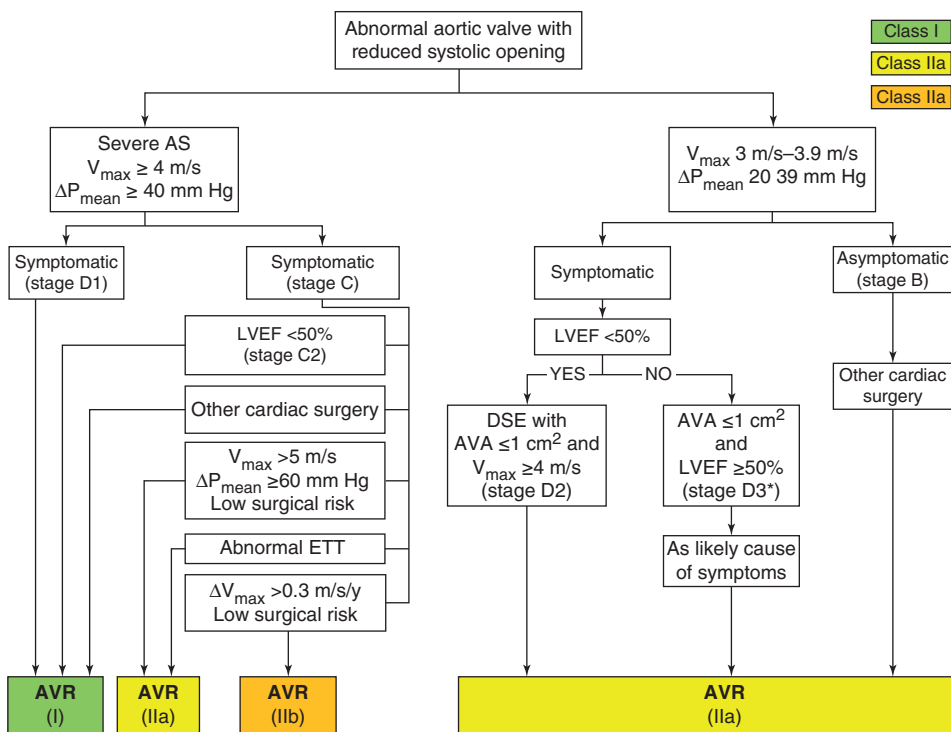 Abnormal aortic valve with
reduced systolic opening
Class I
Class IIa
Class IIa
Severe AS
Vmax ≥ 4 m/s
ΔPmean ≥ 40 mm Hg
Vmax 3 m/s–3.9 m/s
ΔPmean 20 39 mm Hg
Symptomatic
(stage D1)
Symptomatic
(stage C)
Symptomatic
Asymptomatic
(stage B)
LVEF <50%
(stage C2)
LVEF <50%
YES
NO
Other cardiac surgery
Other cardiac
surgery
DSE with
AVA ≤1 cm2 and
Vmax ≥4 m/s
(stage D2)
AVA ≤1 cm2
and
LVEF ≥50%
(stage D3*)
Vmax >5 m/s
ΔPmean ≥60 mm Hg
Low surgical risk
Abnormal ETT
As likely cause
of symptoms
ΔVmax >0.3 m/s/y
Low surgical risk
AVR
(I)
AVR
(IIa)
AVR
(IIb)
AVR
(IIa)